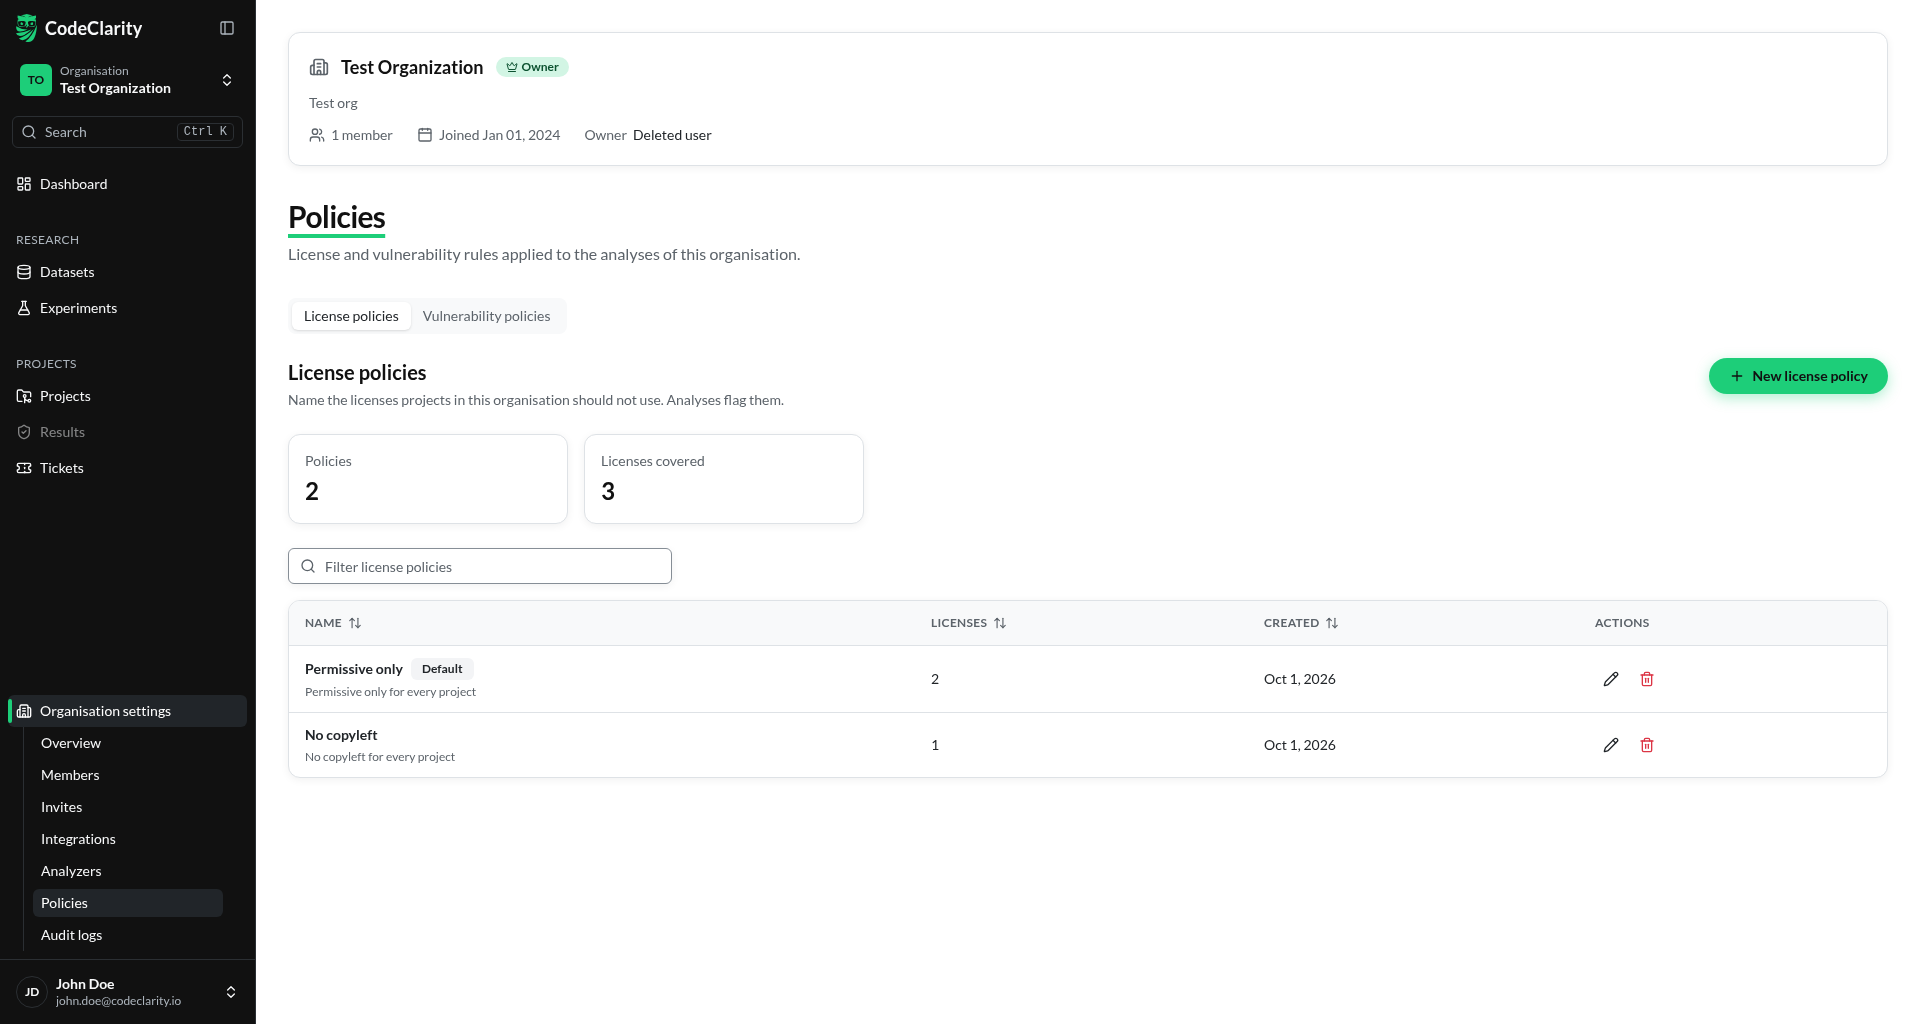 CodeClarity
TO
Organisation
Test Organization
Search
Ctrl K
Dashboard
RESEARCH
Datasets
Experiments
PROJECTS
Projects
Results
Tickets
Organisation settings
Overview
Members
Invites
Integrations
Analyzers
Policies
Audit logs
JD
John Doe
john.doe@codeclarity.io
Test Organization
Owner
Test org
1 member
Joined Jan 01, 2024
Owner Deleted user
Policies
License and vulnerability rules applied to the analyses of this organisation.
License policies
Vulnerability policies
License policies
Name the licenses projects in this organisation should not use. Analyses flag them.
New license policy
Policies
2
Licenses covered
3
Filter license policies
NAME LICENSES CREATED ACTIONS
Permissive only Default
Permissive only for every project
2
Oct 1, 2026
No copyleft
No copyleft for every project
1
Oct 1, 2026